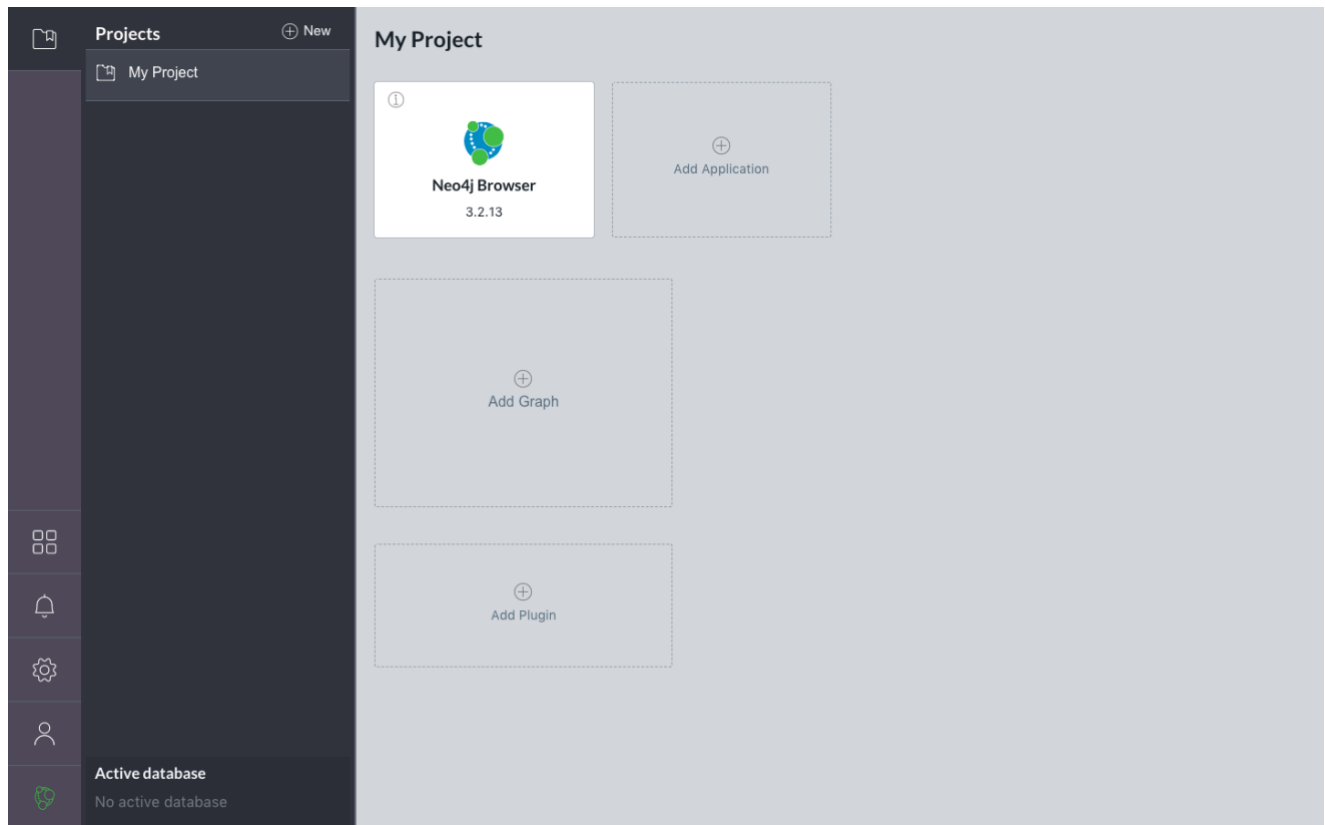 Projects
New
My Project
Active database
No active database
My Project
Neo4j Browser
3.2.13
Add Application
Add Graph
Add Plugin